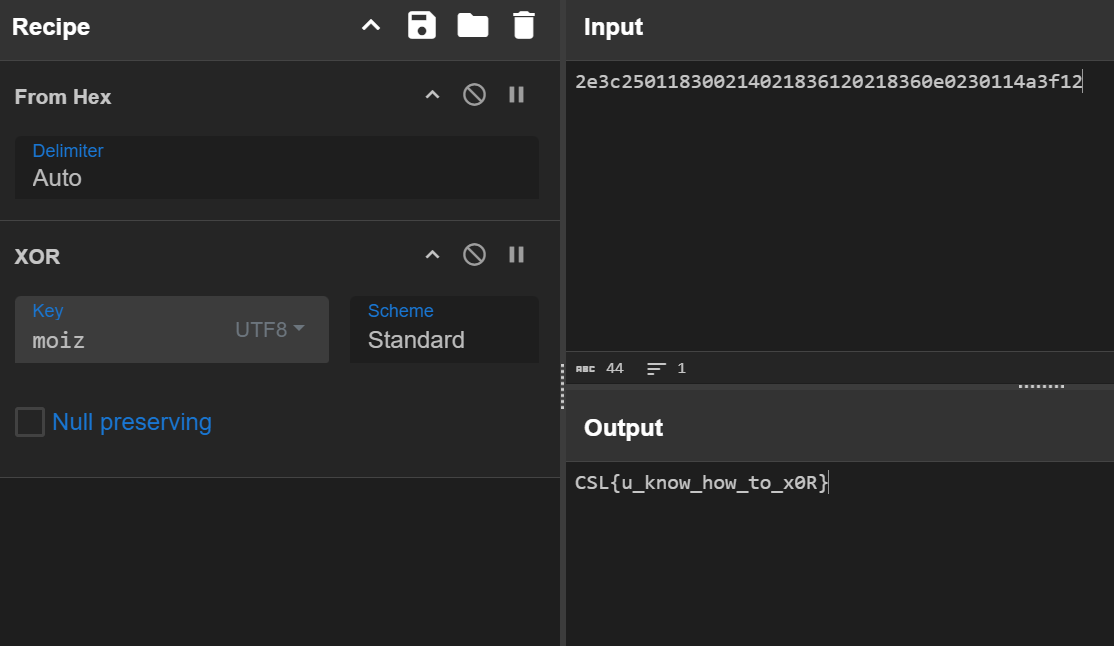 Recipe
From Hex
Delimiter
Auto
XOR
Key
moiz
UTF8
Scheme
Standard
Null preserving
Input
2e3c250118300214021836120218360e0230114a3f12
ABC 44 1
Output
CSL{u_know_how_to_x0R}